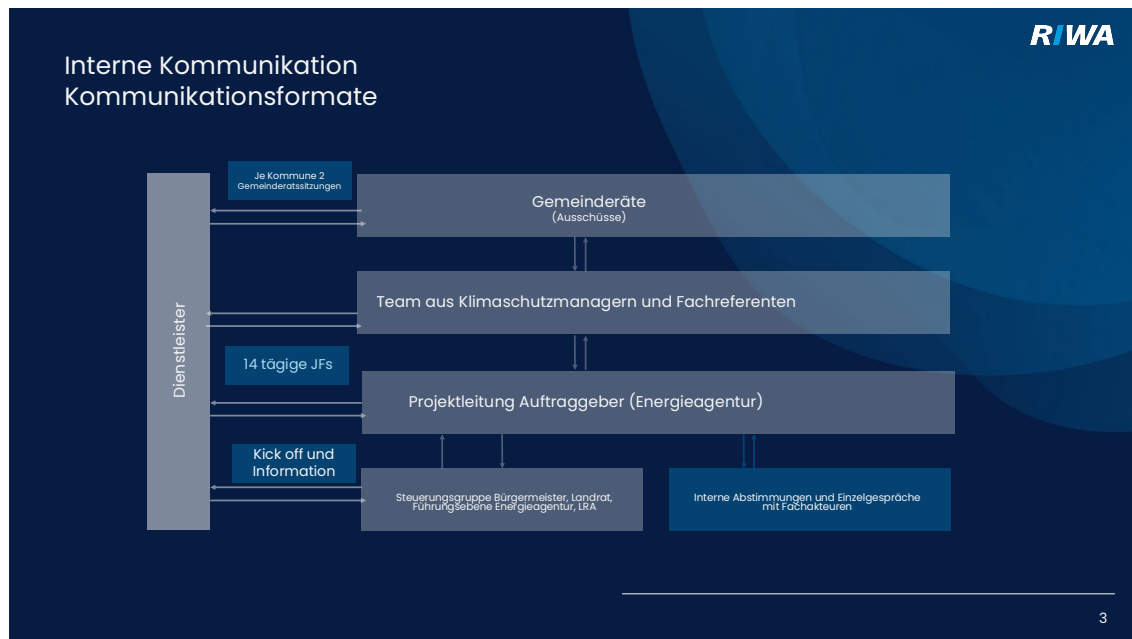 RIWA
Interne Kommunikation
Kommunikationsformate
Je Kommune 2
Gemeinderatssitzungen
Gemeinderäte
(Ausschüsse)
Team aus Klimaschutzmanagern und Fachreferenten
Dienstleister
14 tägige JFs
Projektleitung Auftraggeber (Energieagentur)
Kick off und
Information
Steuerungsgruppe Bürgermeister, Landrat,
Führungsebene Energieagentur, LRA
Interne Abstimmungen und Einzelgespräche
mit Fachakteuren
3